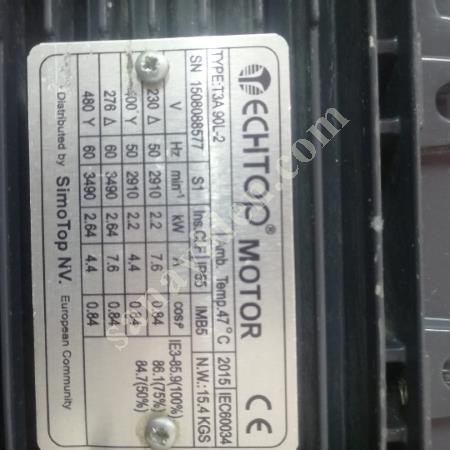 TECHTOP® MOTOR CE
TYPE:T3A 90L-2 Amb. Temp.47°C 2015 IEC60034
SN 1508088577 S1 Ins.Cl.F IP55 IMB5 N.W.:15.4 KGS
V Hz min⁻¹ kW A cosφ IE3-85.9(100%)
230 Δ 50 2910 2.2 7.6 0.84 86.1(75%)
400 Y 50 2910 2.2 4.4 0.84 84.7(50%)
276 Δ 60 3490 2.64 7.6 0.84
480 Y 60 3490 2.64 4.4 0.84
Distributed by SimoTop NV. European Community